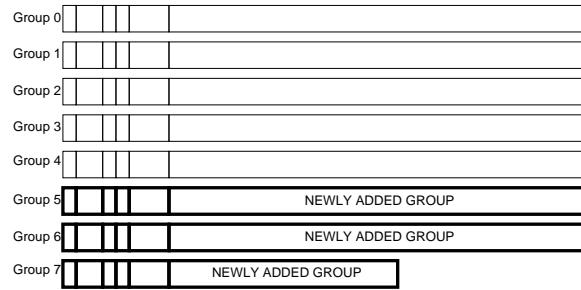 Group 0
Group 1
Group 2
Group 3
Group 4
Group 5 NEWLY ADDED GROUP
Group 6 NEWLY ADDED GROUP
Group 7 NEWLY ADDED GROUP